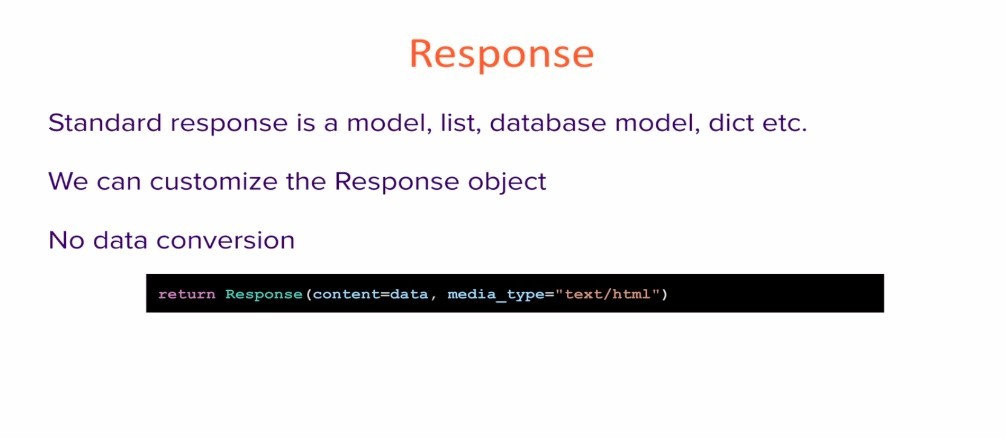 Response
Standard response is a model, list, database model, dict etc.
We can customize the Response object
No data conversion
return Response(content=data, media_type="text/html")